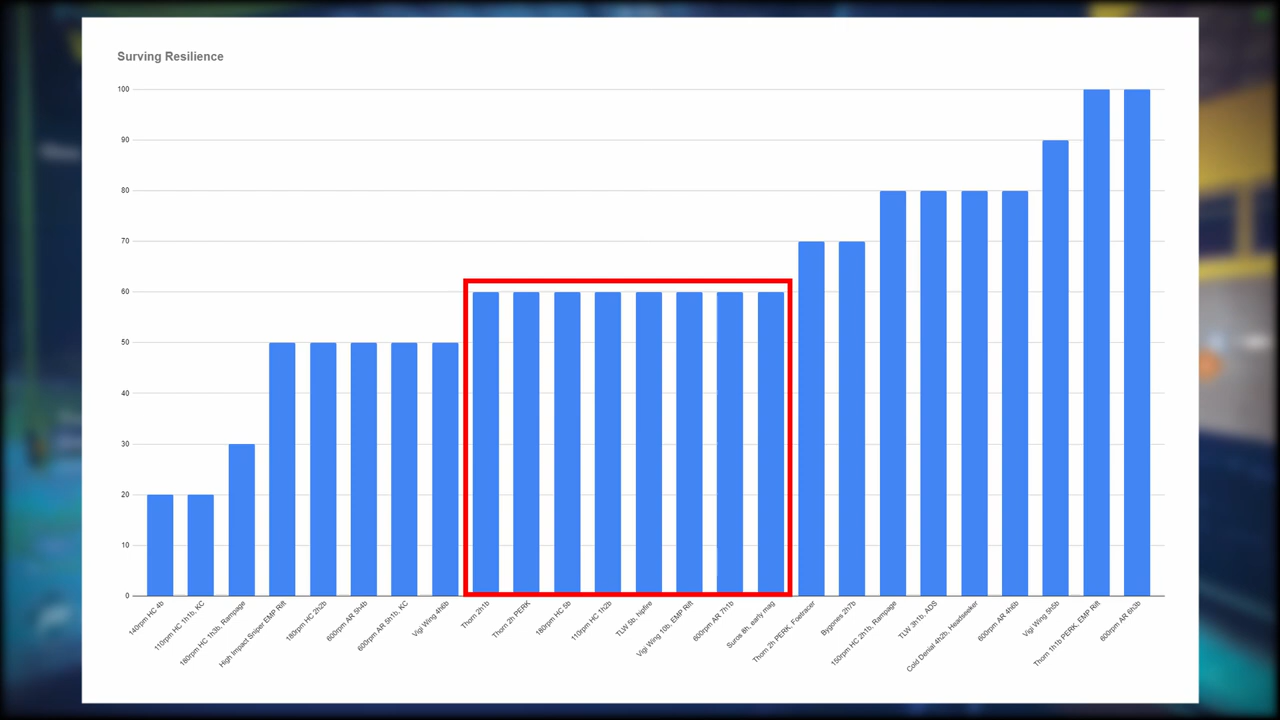 Surving Resilience
100
90
80
70
60
50
40
30
20
10
0
140rpm HC 4b
110rpm HC 1h1b, KC
180rpm HC 1h3b, Rampage
High Impact Sniper EMP Rift
180rpm HC 2h2b
600rpm AR 5h4b
600rpm AR 5h1b, KC
Vigi Wing 4h6b
Thorn 2h1b
Thorn 2h PERK
180rpm HC 5b
110rpm HC 1h2b
TLW 5b, higfire
Vigi Wing 10b, EMP Rift
600rpm AR 7h1b
Suros 8h, early mag
Thorn 2h PERK, Foetracer
Bygones 2h7b
150rpm HC 2h1b, Rampage
TLW 3h1b, ADS
Cold Denial 4h2b, Headseeker
600rpm AR 4h6b
Vigi Wing 5h5b
Thorn 1h1b PERK, EMP Rift
600rpm AR 6h3b